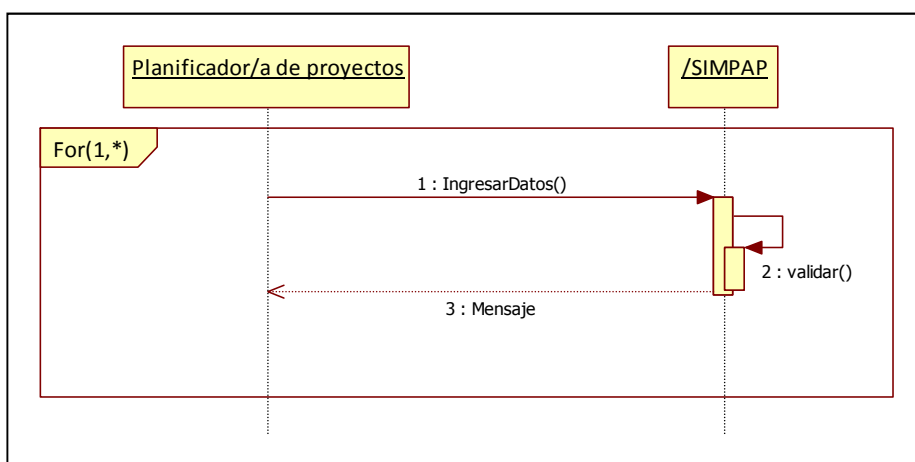 Planificador/a de proyectos
/SIMPAP
For(1,*)
1 : IngresarDatos()
2 : validar()
3 : Mensaje